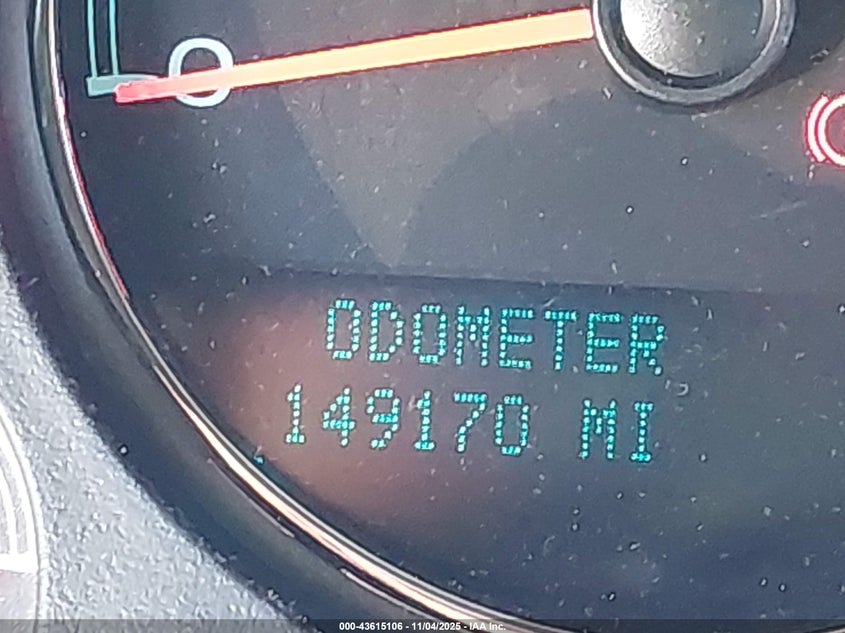 0
ODOMETER
149170 MI
000-43615106 - 11/04/2025 - IAA Inc.